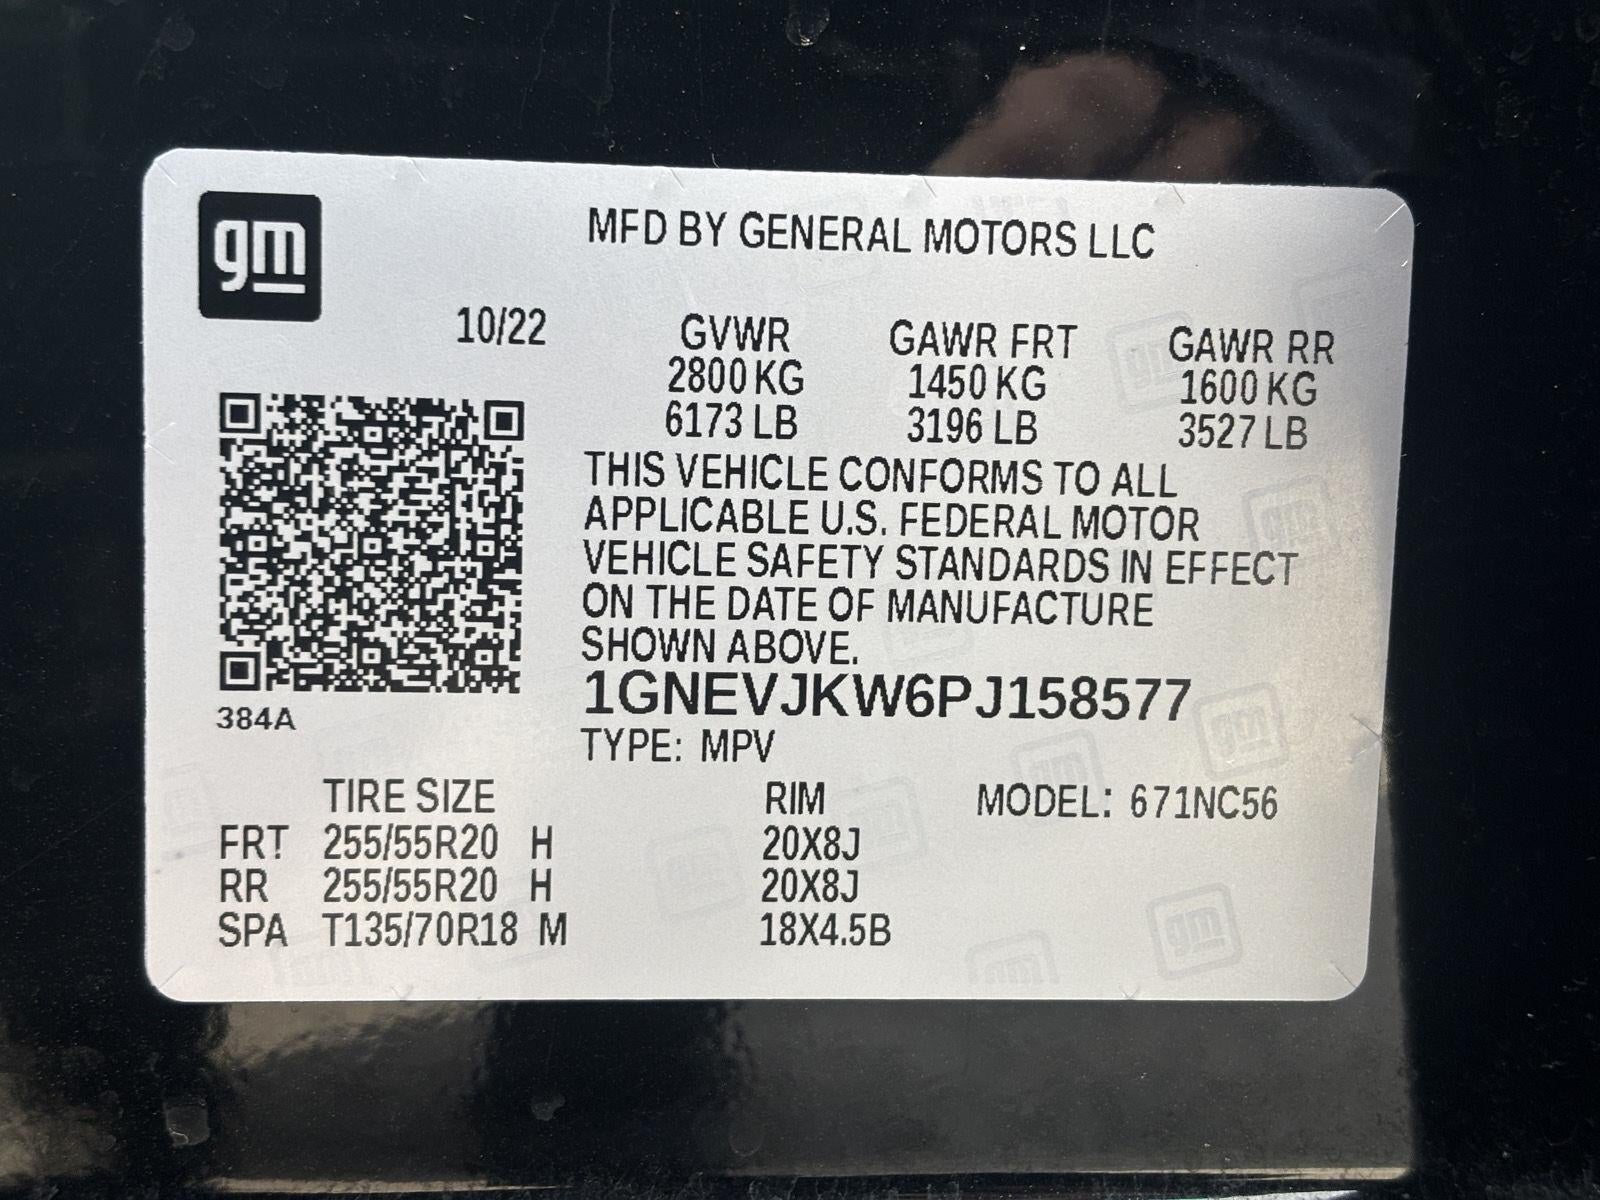 gm
MFD BY GENERAL MOTORS LLC
10/22
GVWR GAWR FRT GAWR RR
2800 KG 1450 KG 1600 KG
6173 LB 3196 LB 3527 LB
THIS VEHICLE CONFORMS TO ALL
APPLICABLE U.S. FEDERAL MOTOR
VEHICLE SAFETY STANDARDS IN EFFECT
ON THE DATE OF MANUFACTURE
SHOWN ABOVE.
1GNEVJKW6PJ158577
384A
TYPE: MPV
TIRE SIZE RIM MODEL: 671NC56
FRT 255/55R20 H 20X8J
RR 255/55R20 H 20X8J
SPA T135/70R18 M 18X4.5B